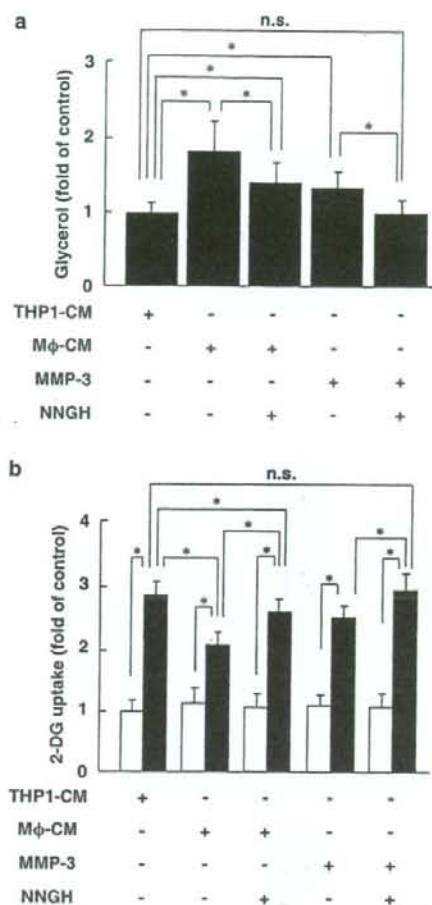 a
n.s.
*
*
* *
*
3
2
1
0
Glycerol (fold of control)
THP1-CM + - - - -
Mφ-CM - + + - -
MMP-3 - - - + +
NNGH - - + - +
b
n.s.
*
*
*
* * * * * *
4
3
2
1
0
2-DG uptake (fold of control)
THP1-CM + - - - -
Mφ-CM - + + - -
MMP-3 - - - + +
NNGH - - + - +